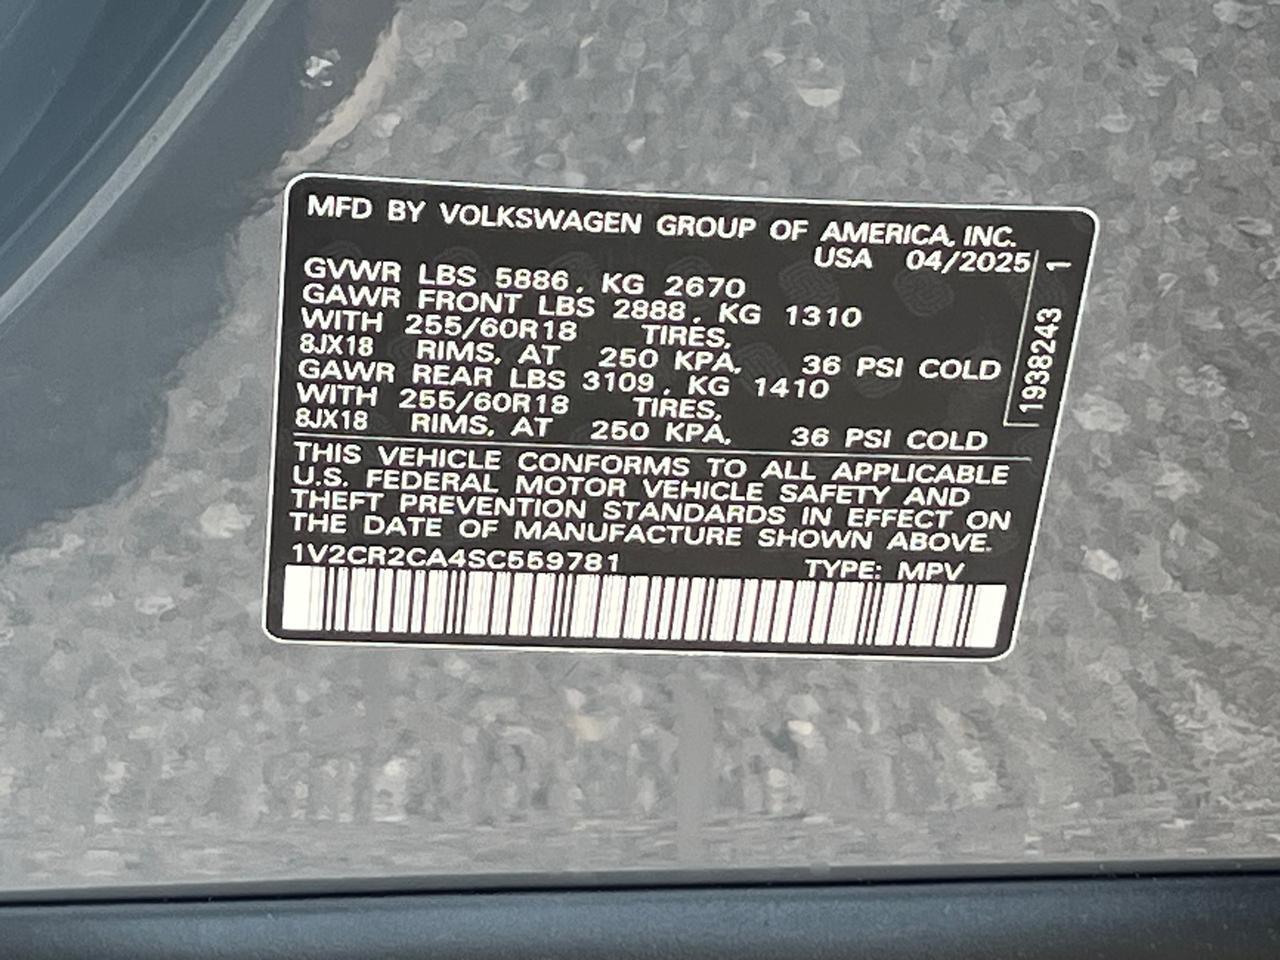 MFD BY VOLKSWAGEN GROUP OF AMERICA, INC.
USA 04/2025
GVWR LBS 5886, KG 2670
GAWR FRONT LBS 2888, KG 1310
WITH 255/60R18 TIRES,
8JX18 RIMS, AT 250 KPA, 36 PSI COLD
GAWR REAR LBS 3109, KG 1410
WITH 255/60R18 TIRES,
8JX18 RIMS, AT 250 KPA, 36 PSI COLD
1938243 1
THIS VEHICLE CONFORMS TO ALL APPLICABLE
U.S. FEDERAL MOTOR VEHICLE SAFETY AND
THEFT PREVENTION STANDARDS IN EFFECT ON
THE DATE OF MANUFACTURE SHOWN ABOVE.
1V2CR2CA4SC559781 TYPE: MPV